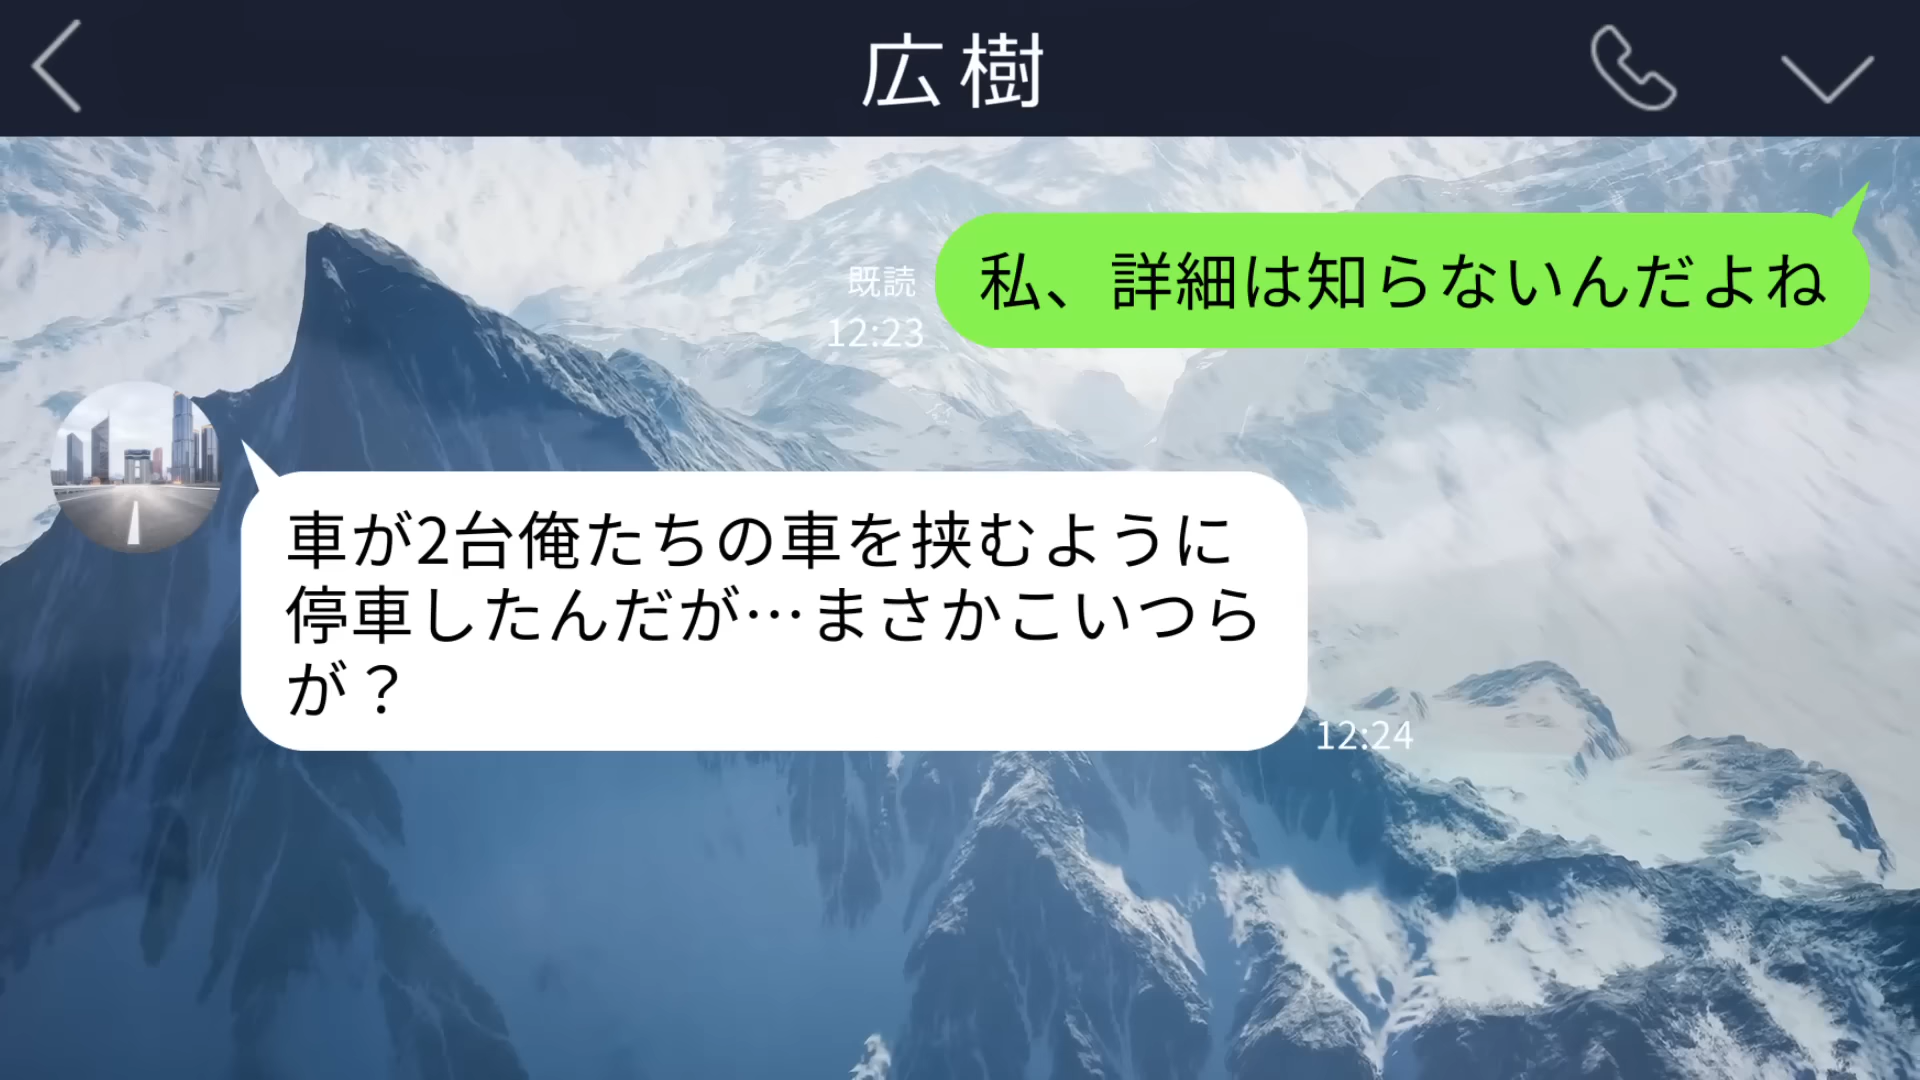 広樹
私、詳細は知らないんだよね
既読
12:23
車が2台俺たちの車を挟むように
停車したんだが…まさかこいつら
が？
12:24